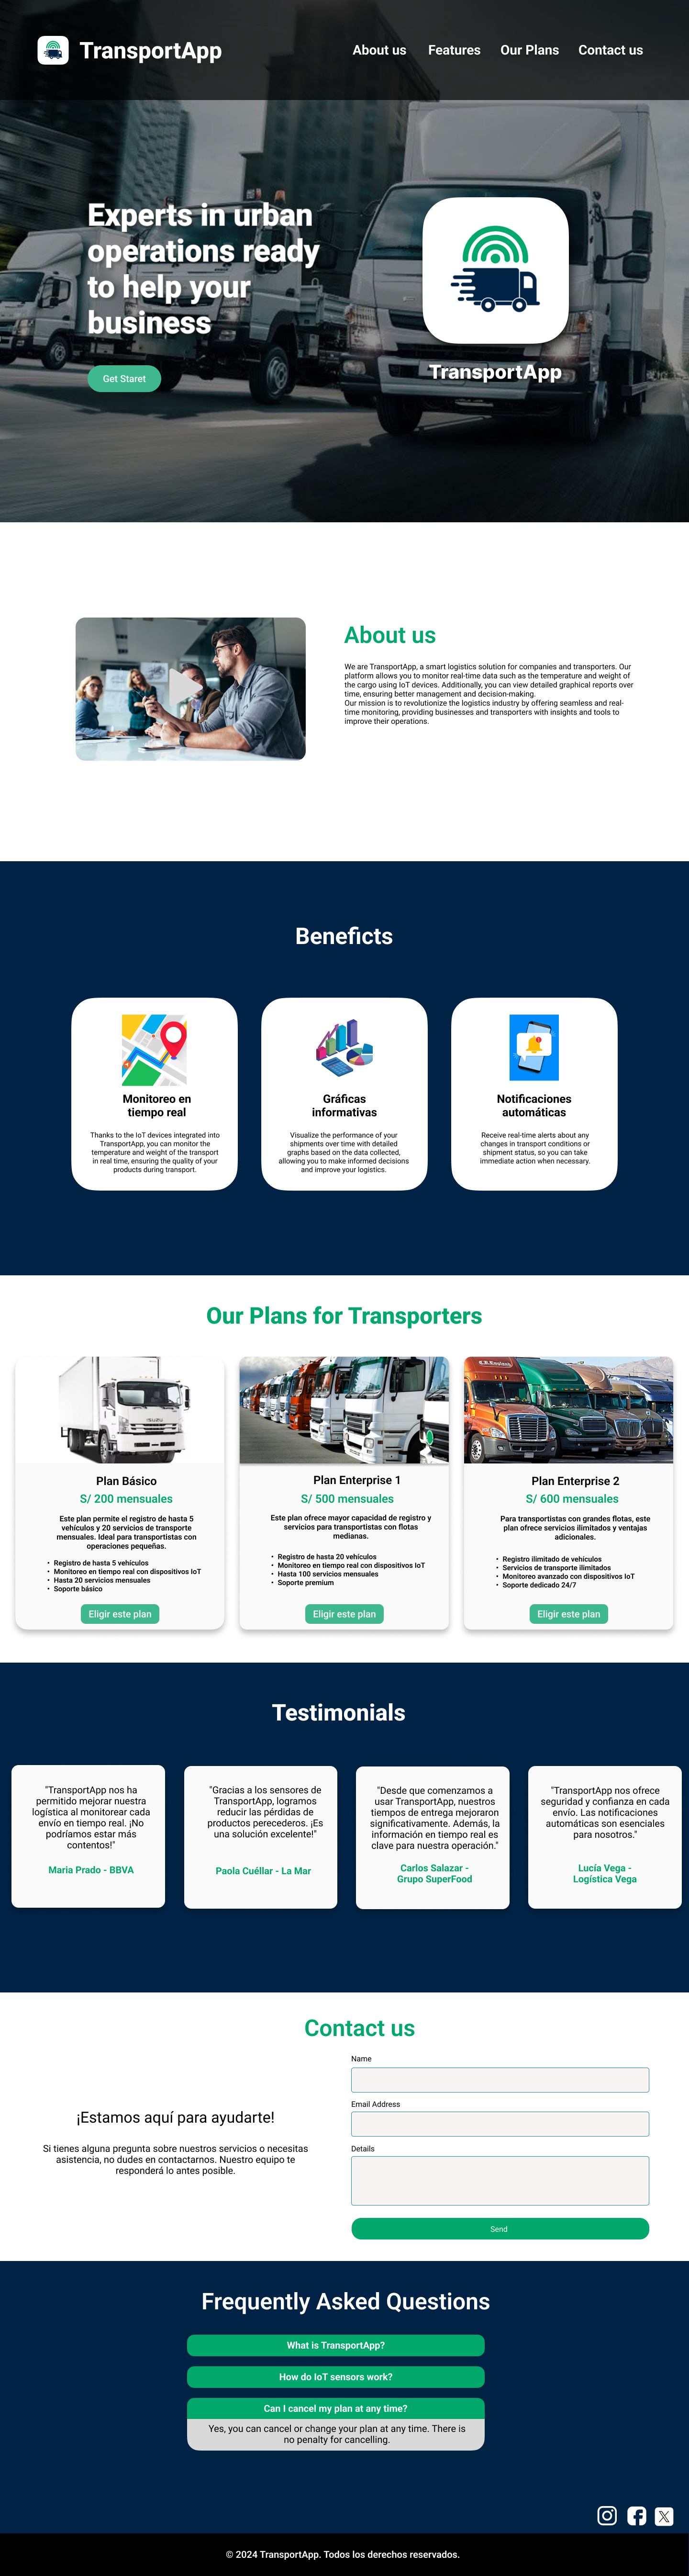 TransportApp
About us
Features
Our Plans
Contact us
Experts in urban
operations ready
to help your
business
Get Staret
TransportApp
About us
We are TransportApp, a smart logistics solution for companies and transporters. Our
platform allows you to monitor real-time data such as the temperature and weight of
the cargo using IoT devices. Additionally, you can view detailed graphical reports over
time, ensuring better management and decision-making.
Our mission is to revolutionize the logistics industry by offering seamless and real-
time monitoring, providing businesses and transporters with insights and tools to
improve their operations.
Beneficts
Monitoreo en
tiempo real
Thanks to the IoT devices integrated into
TransportApp, you can monitor the
temperature and weight of the transport
in real time, ensuring the quality of your
products during transport.
Gráficas
informativas
Visualize the performance of your
shipments over time with detailed
graphs based on the data collected,
allowing you to make informed decisions
and improve your logistics.
Notificaciones
automáticas
Receive real-time alerts about any
changes in transport conditions or
shipment status, so you can take
immediate action when necessary.
Our Plans for Transporters
Plan Básico
S/ 200 mensuales
Este plan permite el registro de hasta 5
vehículos y 20 servicios de transporte
mensuales. Ideal para transportistas con
operaciones pequeñas.
• Registro de hasta 5 vehículos
• Monitoreo en tiempo real con dispositivos IoT
• Hasta 20 servicios mensuales
• Soporte básico
Eligir este plan
Plan Enterprise 1
S/ 500 mensuales
Este plan ofrece mayor capacidad de registro y
servicios para transportistas con flotas
medianas.
• Registro de hasta 20 vehículos
• Monitoreo en tiempo real con dispositivos IoT
• Hasta 100 servicios mensuales
• Soporte premium
Eligir este plan
Plan Enterprise 2
S/ 600 mensuales
Para transportistas con grandes flotas, este
plan ofrece servicios ilimitados y ventajas
adicionales.
• Registro ilimitado de vehículos
• Servicios de transporte ilimitados
• Monitoreo avanzado con dispositivos IoT
• Soporte dedicado 24/7
Eligir este plan
Testimonials
"TransportApp nos ha
permitido mejorar nuestra
logística al monitorear cada
envío en tiempo real. ¡No
podríamos estar más
contentos!"
Maria Prado - BBVA
"Gracias a los sensores de
TransportApp, logramos
reducir las pérdidas de
productos perecederos. ¡Es
una solución excelente!"
Paola Cuéllar - La Mar
"Desde que comenzamos a
usar TransportApp, nuestros
tiempos de entrega mejoraron
significativamente. Además, la
información en tiempo real es
clave para nuestra operación."
Carlos Salazar -
Grupo SuperFood
"TransportApp nos ofrece
seguridad y confianza en cada
envío. Las notificaciones
automáticas son esenciales
para nosotros."
Lucía Vega -
Logística Vega
Contact us
¡Estamos aquí para ayudarte!
Si tienes alguna pregunta sobre nuestros servicios o necesitas
asistencia, no dudes en contactarnos. Nuestro equipo te
responderá lo antes posible.
Name
Email Address
Details
Send
Frequently Asked Questions
What is TransportApp?
How do IoT sensors work?
Can I cancel my plan at any time?
Yes, you can cancel or change your plan at any time. There is
no penalty for cancelling.
© 2024 TransportApp. Todos los derechos reservados.